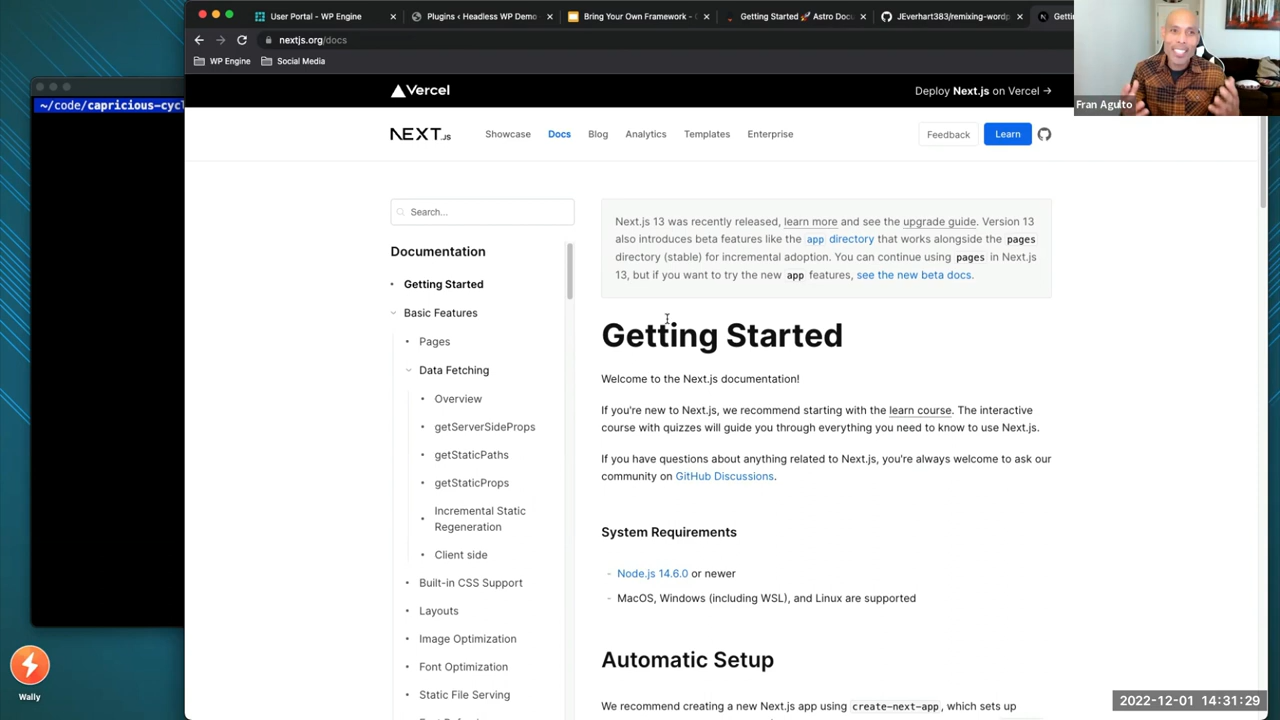 User Portal - WP Engine
Plugins ‹ Headless WP Demo
Bring Your Own Framework -
Getting Started 🚀 Astro Docu
JEverhart383/remixing-wordp
Getti
nextjs.org/docs
WP Engine
Social Media
Fran Agulto
~/code/capricious-cycl
Vercel
Deploy Next.js on Vercel →
NEXT.JS
Showcase
Docs
Blog
Analytics
Templates
Enterprise
Feedback
Learn
Search...
Documentation
Getting Started
Basic Features
Pages
Data Fetching
Overview
getServerSideProps
getStaticPaths
getStaticProps
Incremental Static
Regeneration
Client side
Built-in CSS Support
Layouts
Image Optimization
Font Optimization
Static File Serving
Next.js 13 was recently released, learn more and see the upgrade guide. Version 13
also introduces beta features like the app directory that works alongside the pages
directory (stable) for incremental adoption. You can continue using pages in Next.js
13, but if you want to try the new app features, see the new beta docs.
Getting Started
Welcome to the Next.js documentation!
If you're new to Next.js, we recommend starting with the learn course. The interactive
course with quizzes will guide you through everything you need to know to use Next.js.
If you have questions about anything related to Next.js, you're always welcome to ask our
community on GitHub Discussions.
System Requirements
- Node.js 14.6.0 or newer
- MacOS, Windows (including WSL), and Linux are supported
Automatic Setup
We recommend creating a new Next.js app using create-next-app, which sets up
Wally
2022-12-01 14:31:29